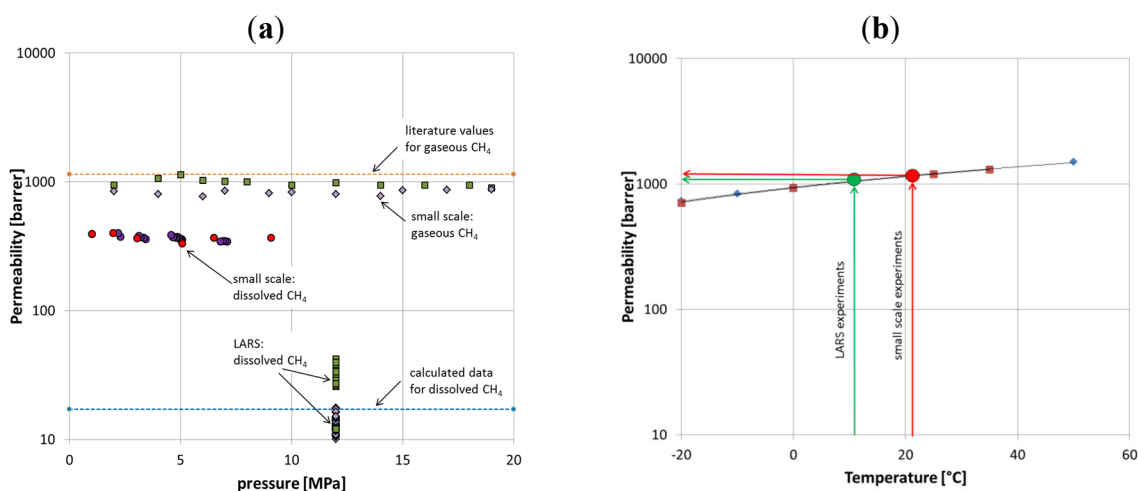 (a)
10000
1000
100
10
Permeability [barrer]
literature values
for gaseous CH4
small scale:
gaseous CH4
small scale:
dissolved CH4
LARS:
dissolved CH4
calculated data
for dissolved CH4
0
5
10
15
20
pressure [MPa]
(b)
10000
1000
100
10
Permeability [barrer]
LARS experiments
small scale experiments
-20
0
20
40
60
Temperature [°C]